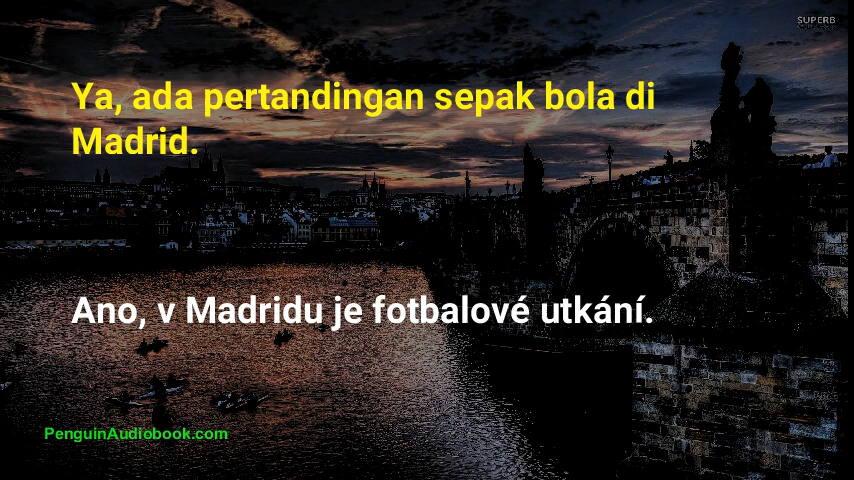 SUPERB
Ya, ada pertandingan sepak bola di
Madrid.
Ano, v Madridu je fotbalové utkání.
PenguinAudiobook.com